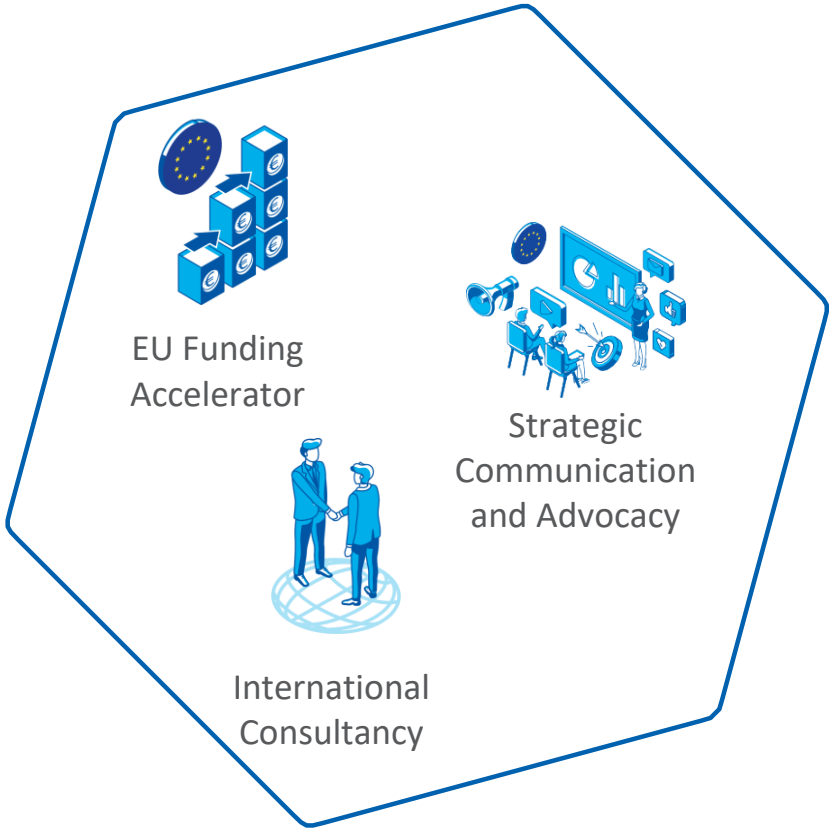 EU Funding
Accelerator
Strategic
Communication
and Advocacy
International
Consultancy